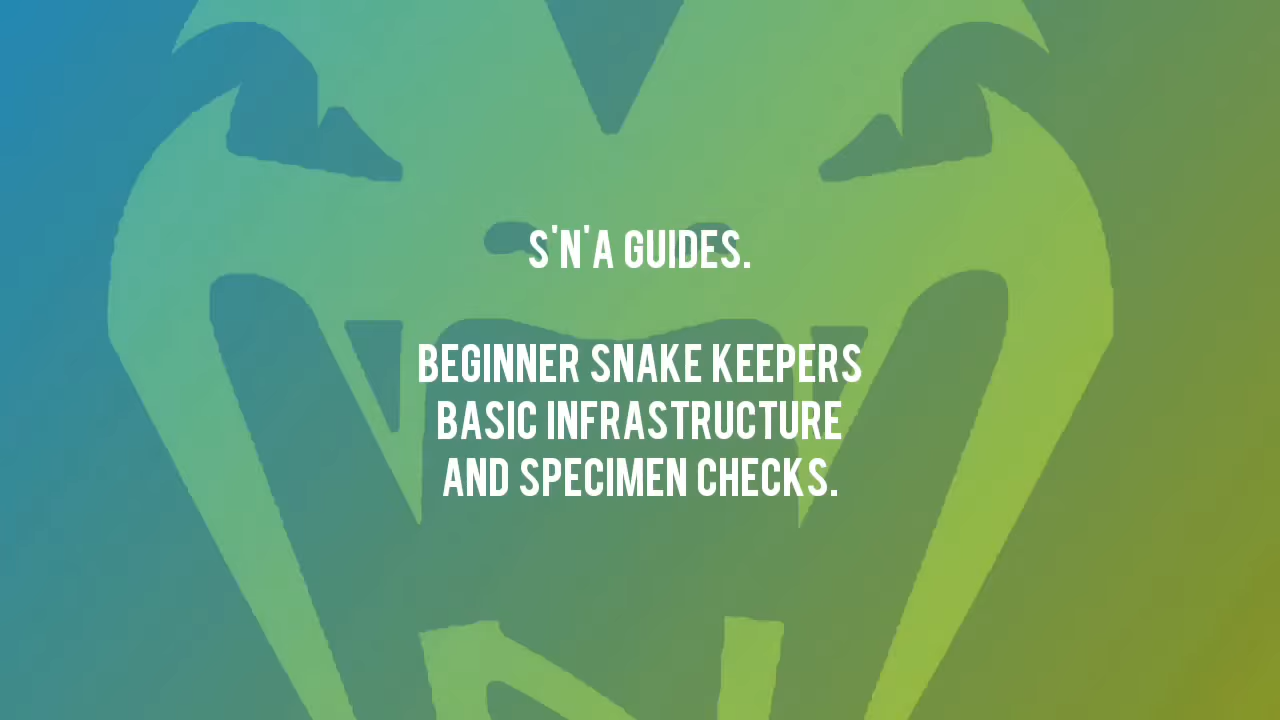 S'N'A GUIDES.
BEGINNER SNAKE KEEPERS
BASIC INFRASTRUCTURE
AND SPECIMEN CHECKS.